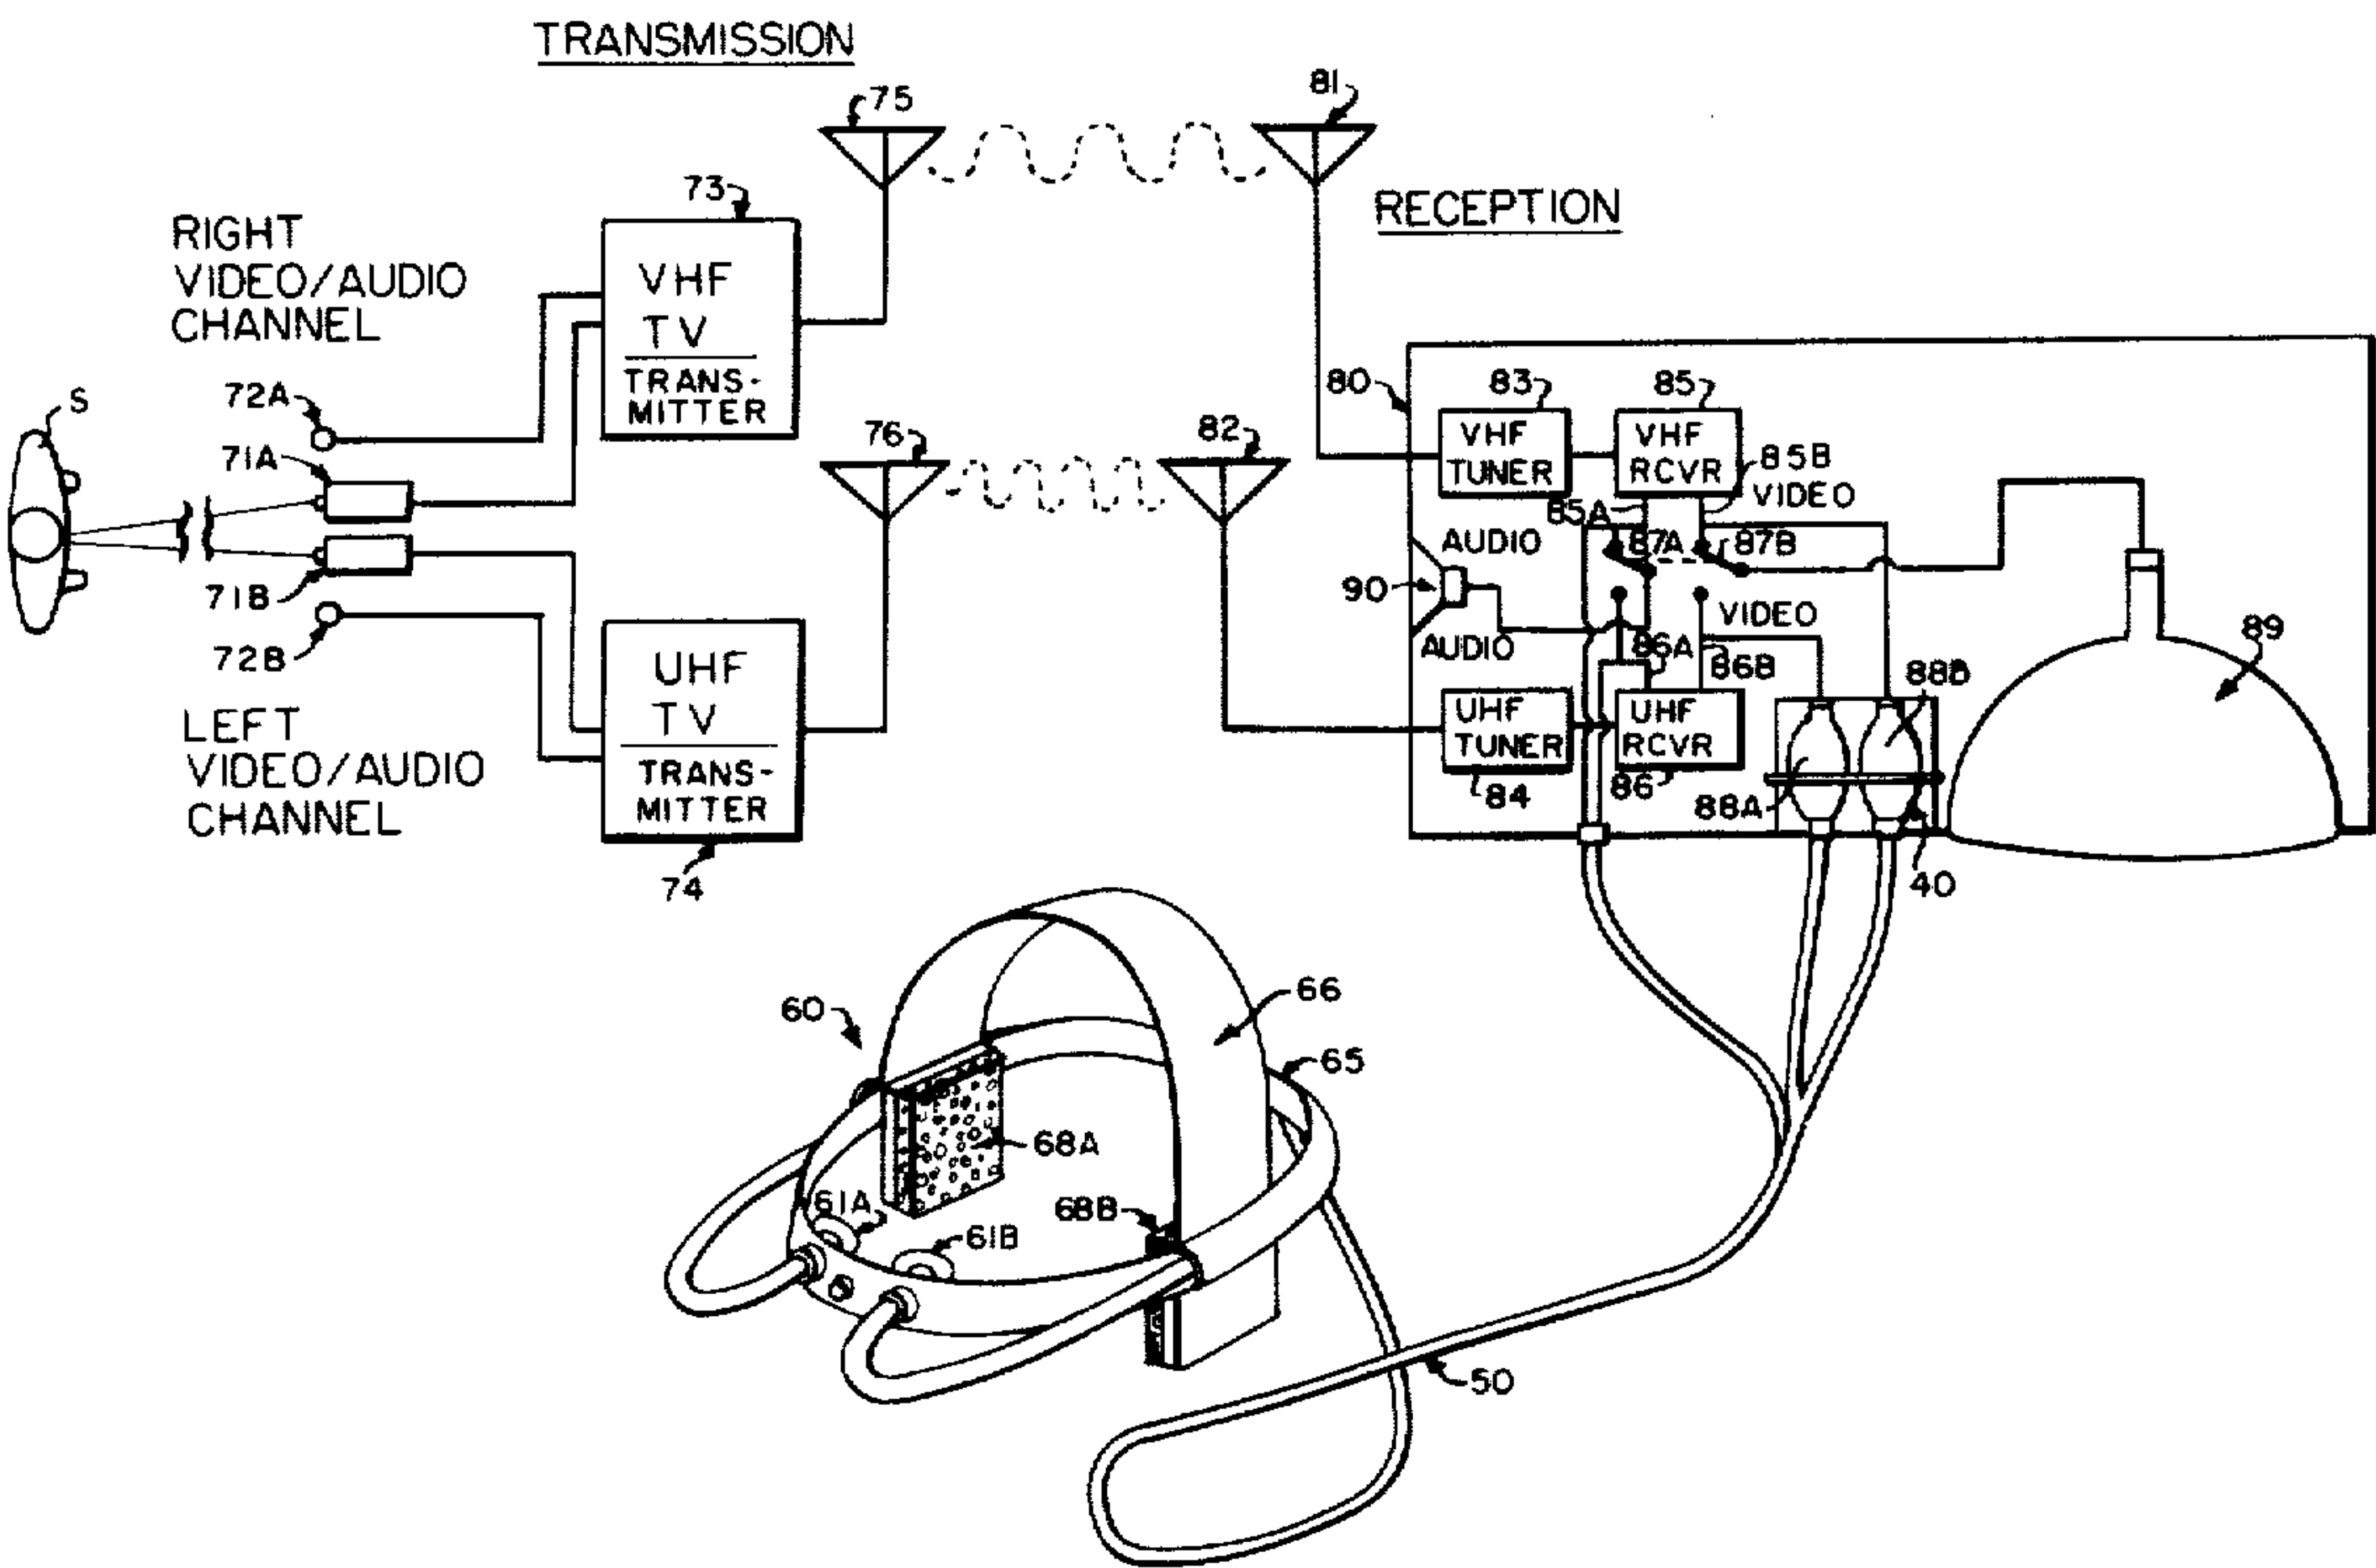 TRANSMISSION
75
81
73
RECEPTION
RIGHT
VIDEO/AUDIO
CHANNEL
VHF
TV
TRANS-
MITTER
S
72A
71A
76
82
80
83
85
VHF
TUNER
VHF
RCVR
85B
VIDEO
85A
AUDIO
87A
87B
90
71B
72B
VIDEO
AUDIO
86A
86B
88B
89
UHF
TV
TRANS-
MITTER
LEFT
VIDEO/AUDIO
CHANNEL
UHF
TUNER
UHF
RCVR
84
86
88A
74
40
60
66
65
68A
61A
61B
68B
50